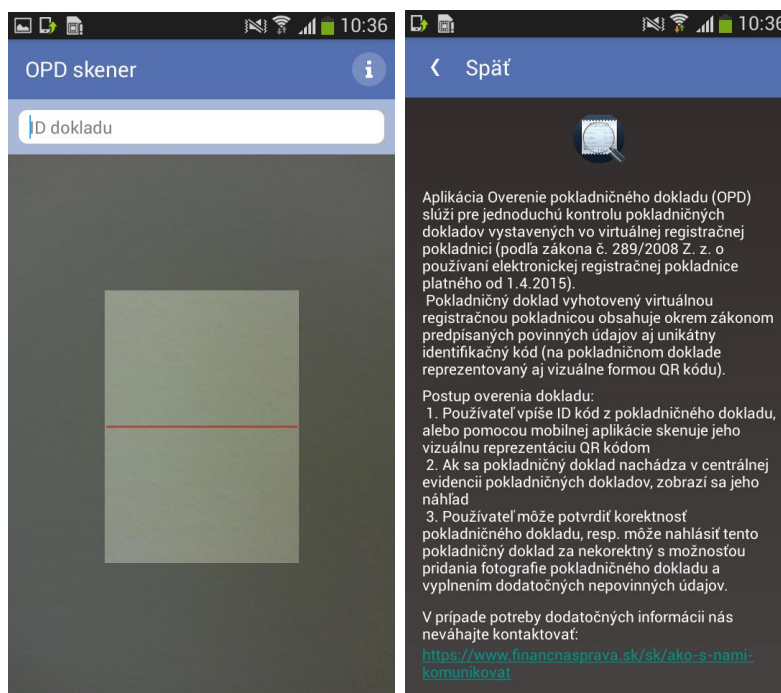 10:36
OPD skener
i
ID dokladu
10:36
Späť
Aplikácia Overenie pokladničného dokladu (OPD)
slúži pre jednoduchú kontrolu pokladničných
dokladov vystavených vo virtuálnej registračnej
pokladnici (podľa zákona č. 289/2008 Z. z. o
používaní elektronickej registračnej pokladnice
platného od 1.4.2015).
Pokladničný doklad vyhotovený virtuálnou
registračnou pokladnicou obsahuje okrem zákonom
predpísaných povinných údajov aj unikátny
identifikačný kód (na pokladničnom doklade
reprezentovaný aj vizuálne formou QR kódu).
Postup overenia dokladu:
1. Používateľ vpíše ID kód z pokladničného dokladu,
alebo pomocou mobilnej aplikácie skenuje jeho
vizuálnu reprezentáciu QR kódom
2. Ak sa pokladničný doklad nachádza v centrálnej
evidencii pokladničných dokladov, zobrazí sa jeho
náhľad
3. Používateľ môže potvrdiť korektnosť
pokladničného dokladu, resp. môže nahlásiť tento
pokladničný doklad za nekorektný s možnosťou
pridania fotografie pokladničného dokladu a
vyplnením dodatočných nepovinných údajov.
V prípade potreby dodatočných informácii nás
neváhajte kontaktovať:
https://www.financnasprava.sk/sk/ako-s-nami-
komunikovat